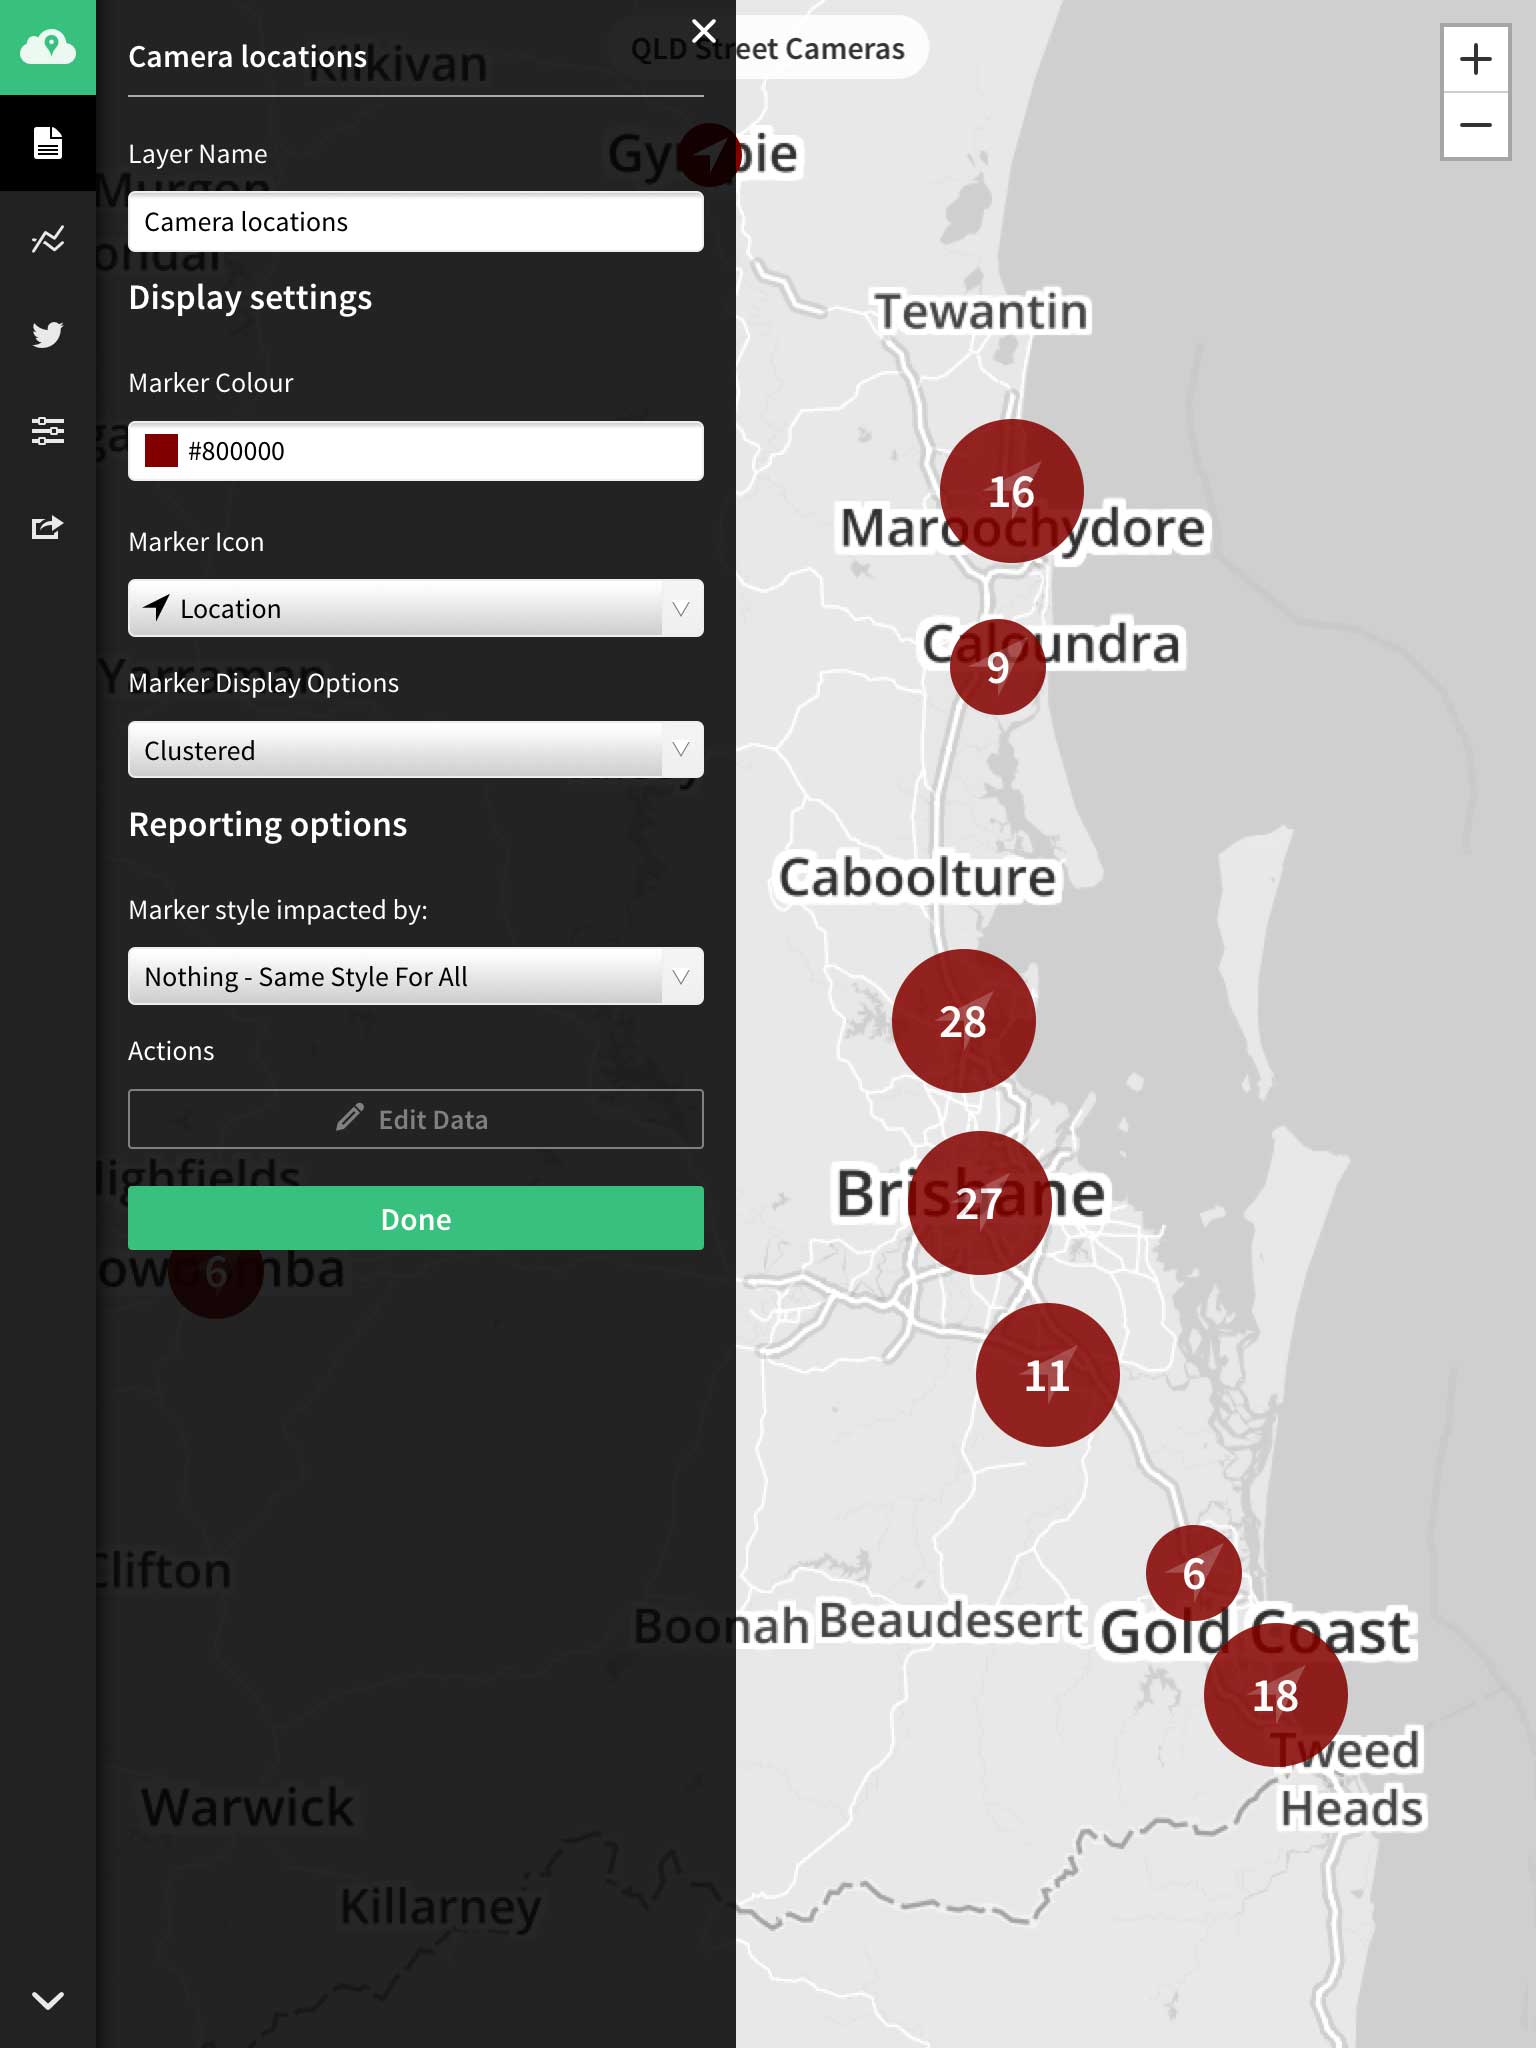 Camera locations
Kilkivan
QLD Street Cameras
Layer Name
Murgon
Camera locations
Display settings
Tewantin
Marker Colour
#800000
16
Maroochydore
Marker Icon
Location
Caloundra
9
Marker Display Options
Clustered
Reporting options
Caboolture
Marker style impacted by:
Nothing - Same Style For All
28
Actions
Edit Data
Brisbane
27
Done
6
11
Clifton
6
Boonah
Beaudesert
Gold Coast
18
Tweed
Heads
Warwick
Killarney